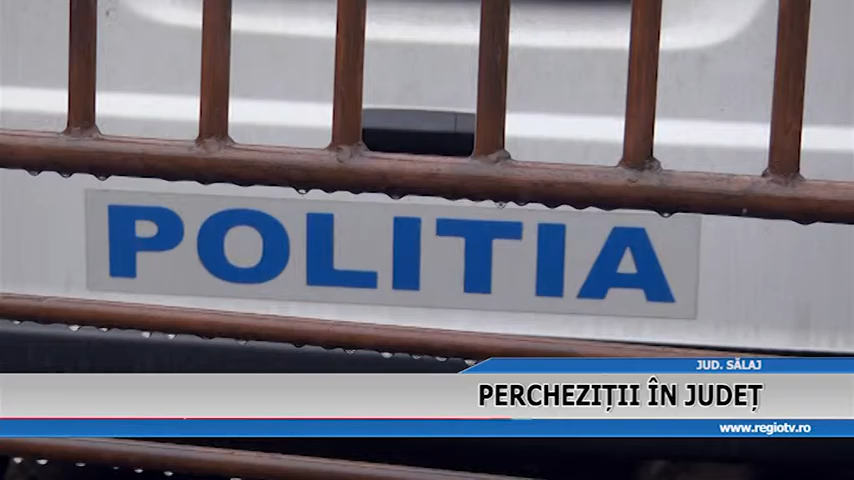 POLITIA
JUD. SĂLAJ
PERCHEZIȚII ÎN JUDEȚ
www.regiotv.ro